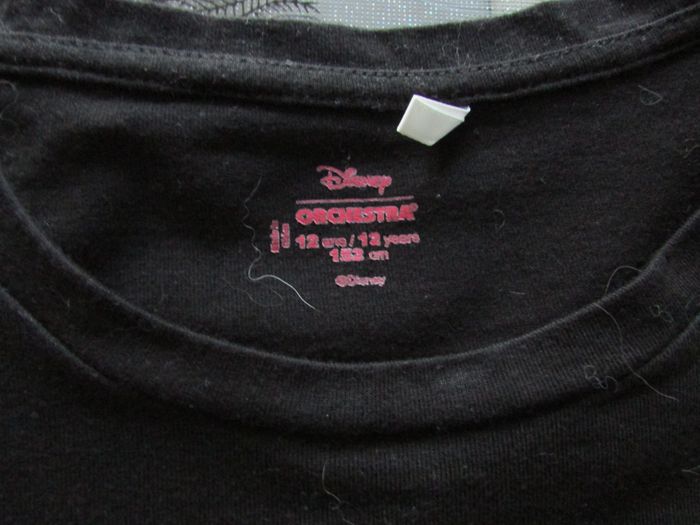 Disney
ORCHESTRA®
12 ans / 12 years
152 cm
©Disney